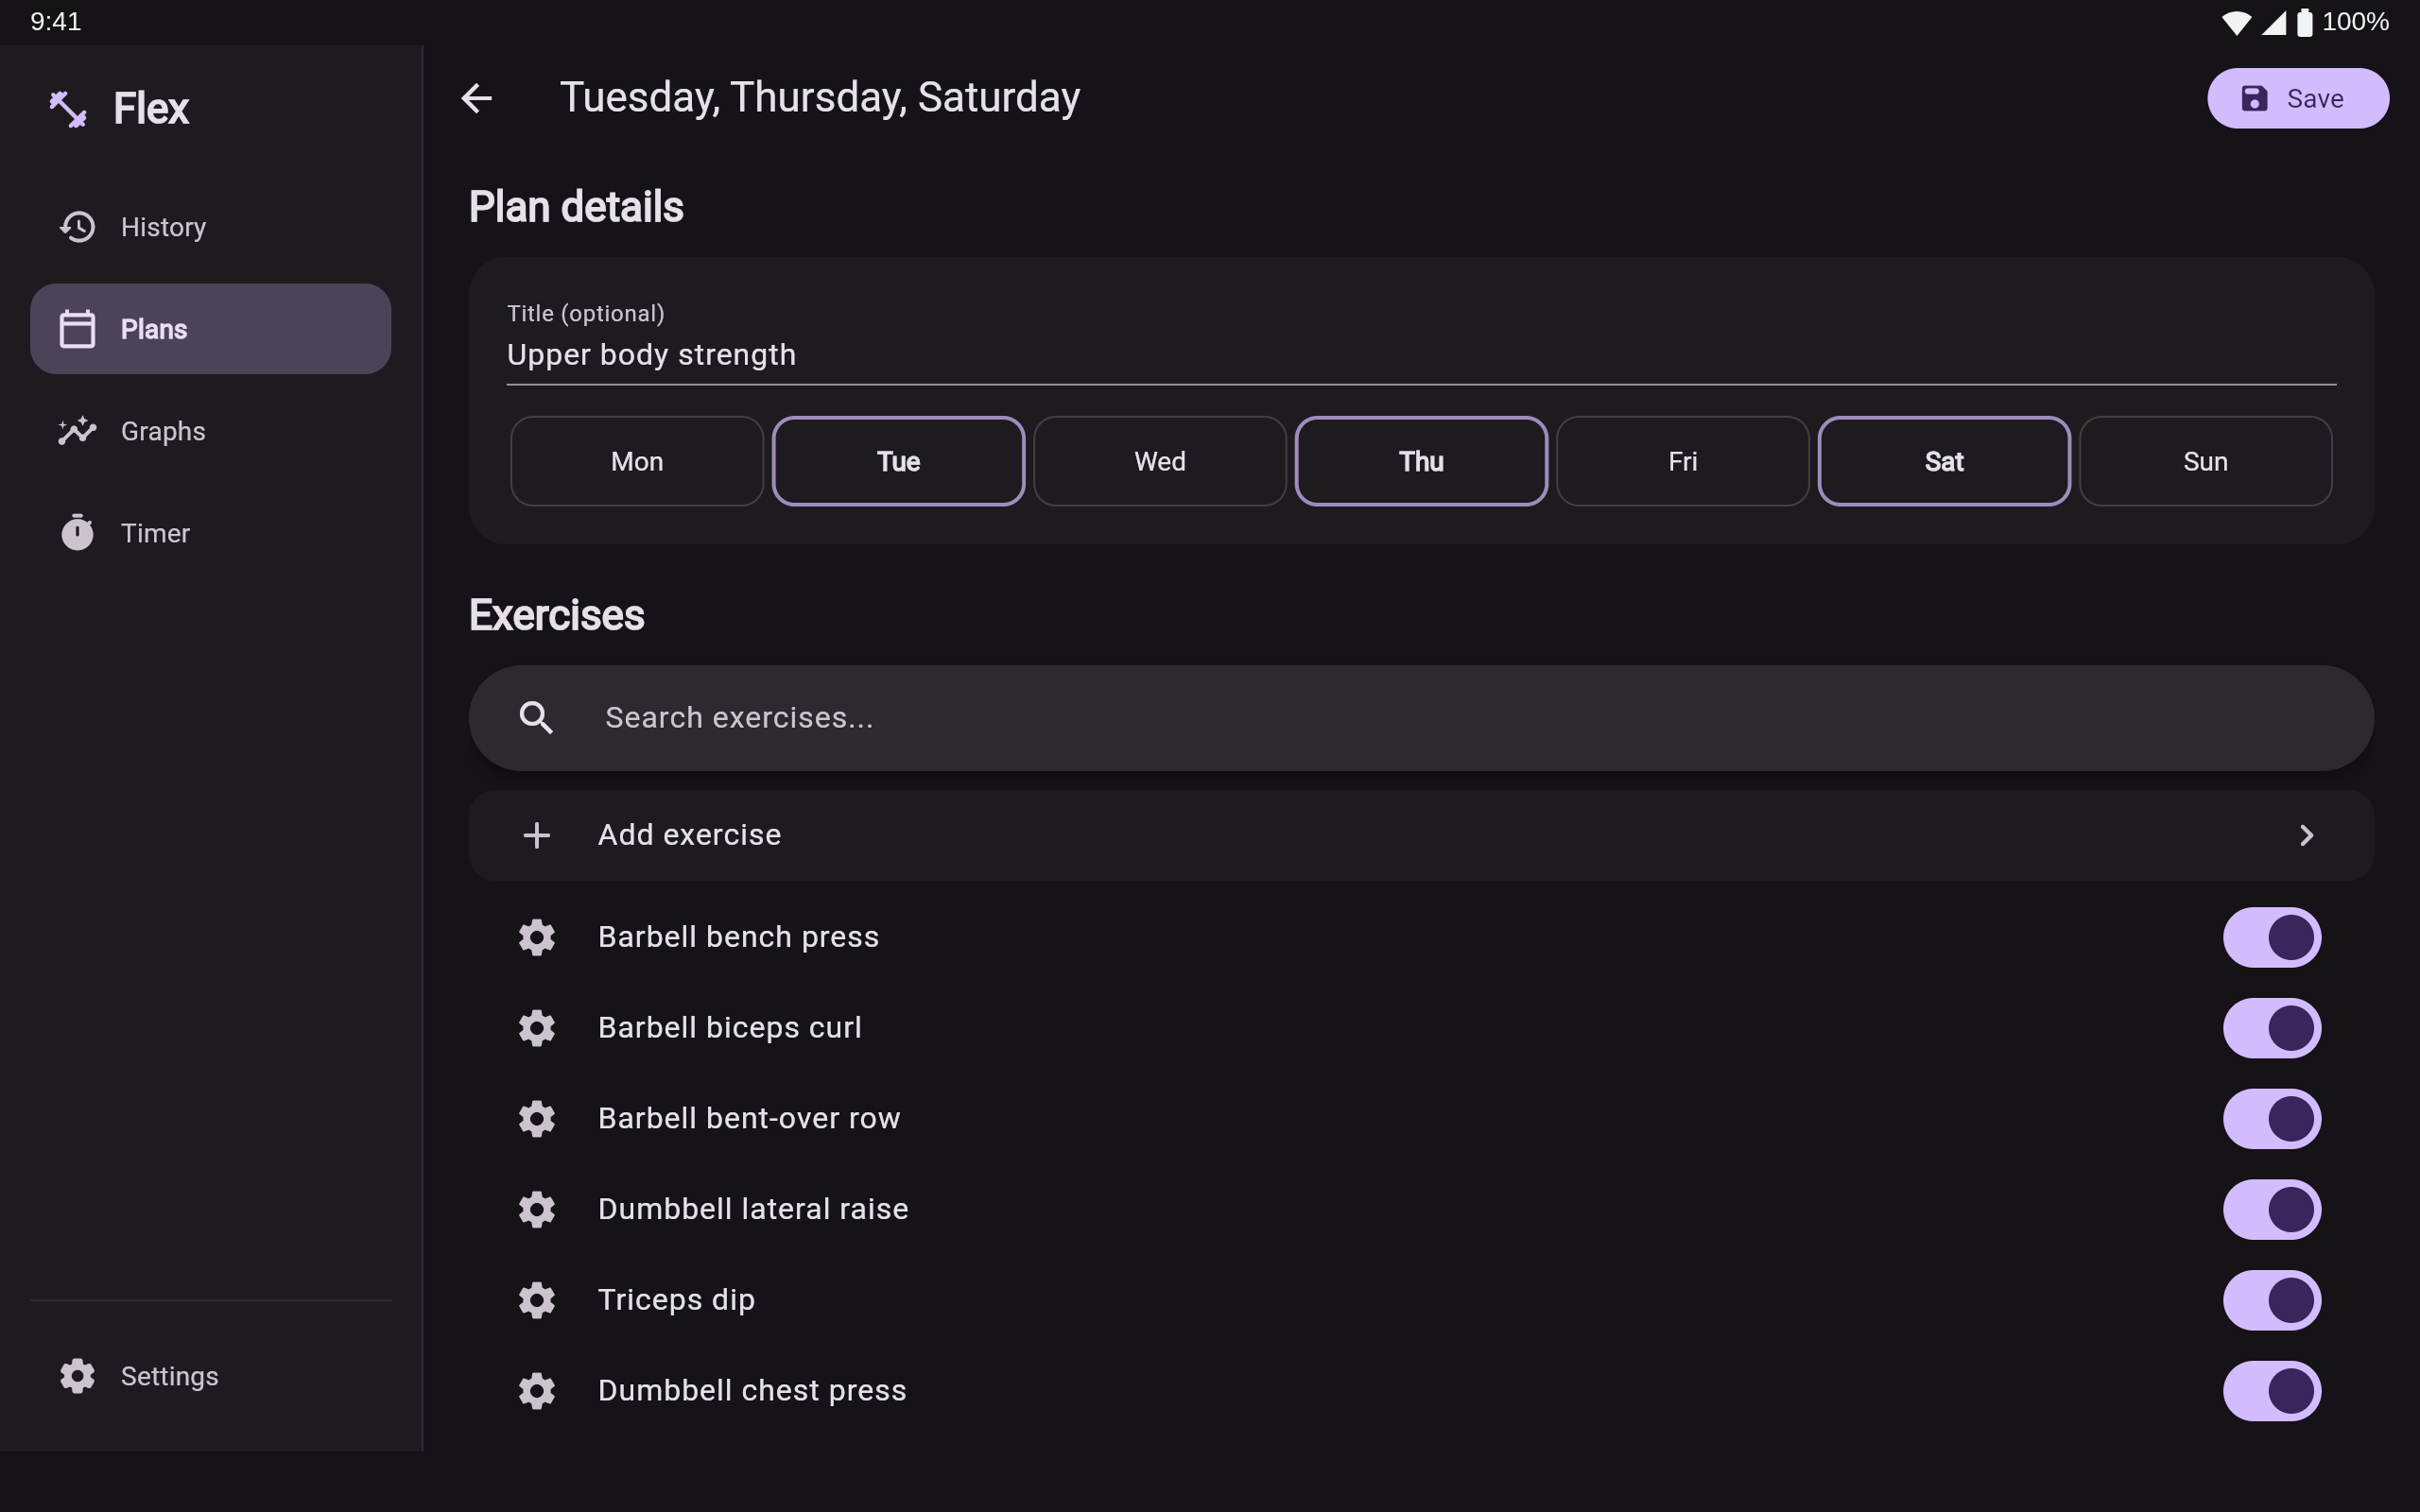 9:41
100%
Flex
History
Plans
Graphs
Timer
Settings
Tuesday, Thursday, Saturday
Save
Plan details
Title (optional)
Upper body strength
Mon Tue Wed Thu Fri Sat Sun
Exercises
Search exercises...
Add exercise
Barbell bench press
Barbell biceps curl
Barbell bent-over row
Dumbbell lateral raise
Triceps dip
Dumbbell chest press